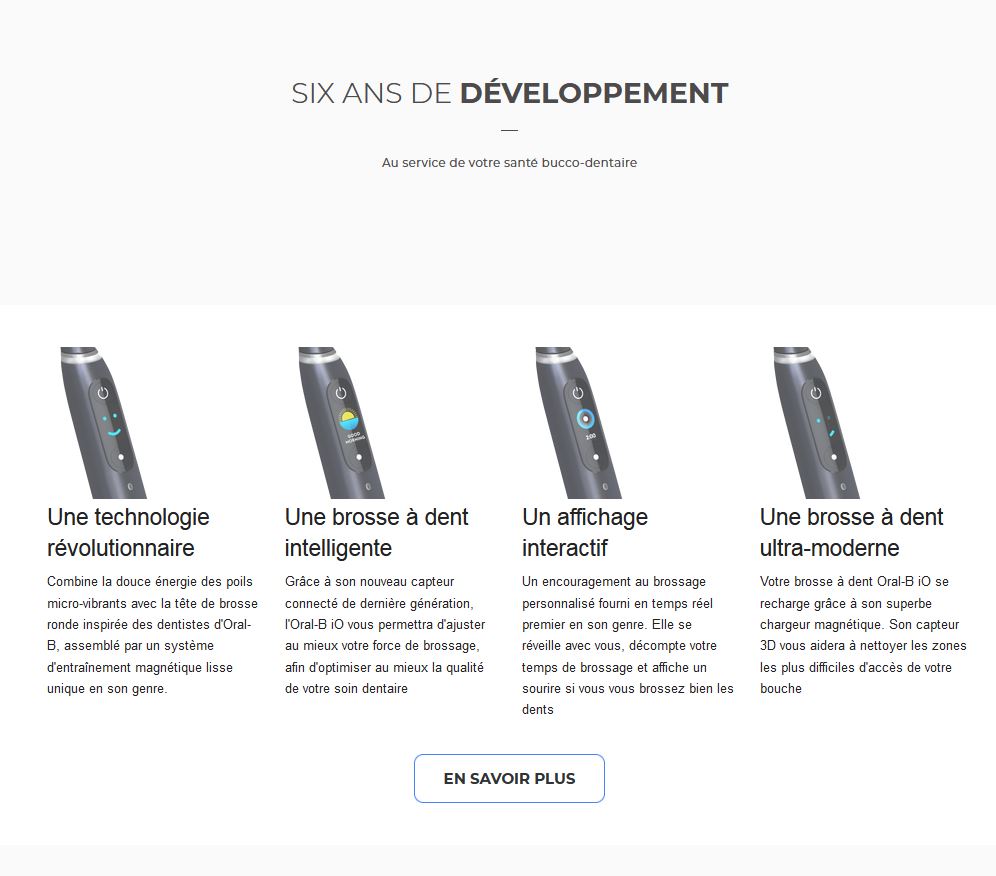 SIX ANS DE DÉVELOPPEMENT
Au service de votre santé bucco-dentaire
GOOD
MORNING
2:00
Une technologie
révolutionnaire
Combine la douce énergie des poils
micro-vibrants avec la tête de brosse
ronde inspirée des dentistes d'Oral-
B, assemblé par un système
d'entraînement magnétique lisse
unique en son genre.
Une brosse à dent
intelligente
Grâce à son nouveau capteur
connecté de dernière génération,
l'Oral-B iO vous permettra d'ajuster
au mieux votre force de brossage,
afin d'optimiser au mieux la qualité
de votre soin dentaire
Un affichage
interactif
Un encouragement au brossage
personnalisé fourni en temps réel
premier en son genre. Elle se
réveille avec vous, décompte votre
temps de brossage et affiche un
sourire si vous vous brossez bien les
dents
Une brosse à dent
ultra-moderne
Votre brosse à dent Oral-B iO se
recharge grâce à son superbe
chargeur magnétique. Son capteur
3D vous aidera à nettoyer les zones
les plus difficiles d'accès de votre
bouche
EN SAVOIR PLUS